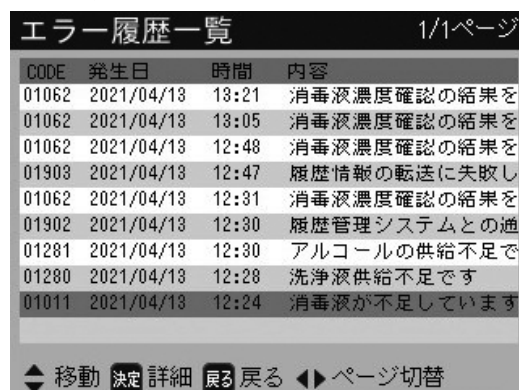 エラー履歴一覧 1/1ページ
CODE 発生日 時間 内容
01062 2021/04/13 13:21 消毒液濃度確認の結果を
01062 2021/04/13 13:05 消毒液濃度確認の結果を
01062 2021/04/13 12:48 消毒液濃度確認の結果を
01903 2021/04/13 12:47 履歴情報の転送に失敗し
01062 2021/04/13 12:31 消毒液濃度確認の結果を
01902 2021/04/13 12:30 履歴管理システムとの通
01281 2021/04/13 12:30 アルコールの供給不足で
01280 2021/04/13 12:28 洗浄液供給不足です
01011 2021/04/13 12:24 消毒液が不足しています
移動 決定 詳細 戻る 戻る ページ切替